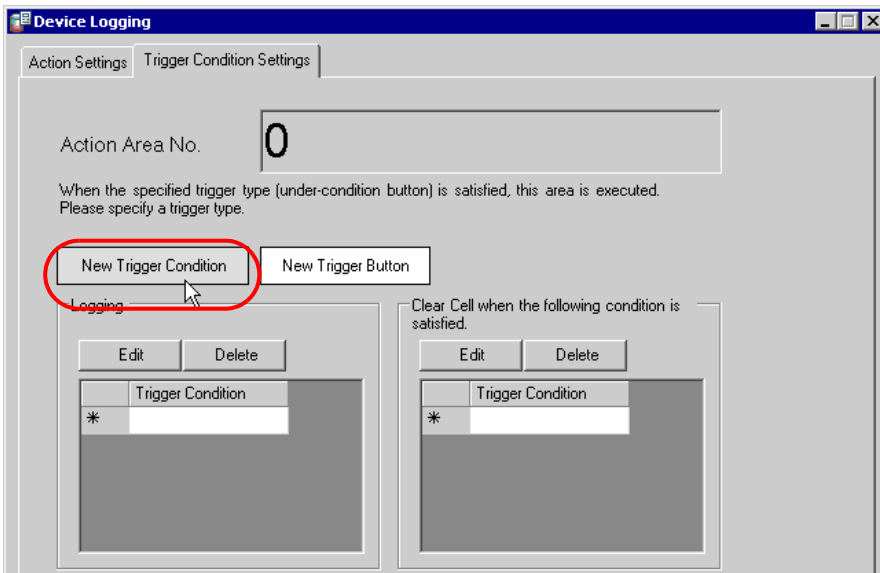 Device Logging
Action Settings
Trigger Condition Settings
Action Area No.
0
When the specified trigger type (under-condition button) is satisfied, this area is executed.
Please specify a trigger type.
New Trigger Condition
New Trigger Button
Logging
Edit
Delete
Trigger Condition
*
Clear Cell when the following condition is
satisfied.
Edit
Delete
Trigger Condition
*